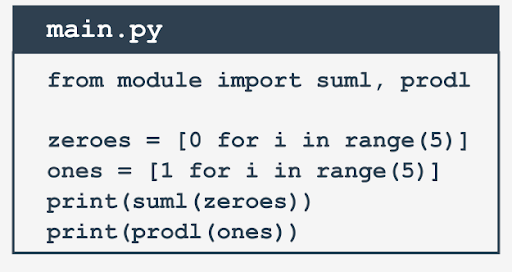 main.py
from module import suml, prodl
zeroes = [0 for i in range(5)]
ones = [1 for i in range(5)]
print(suml(zeroes))
print(prodl(ones))